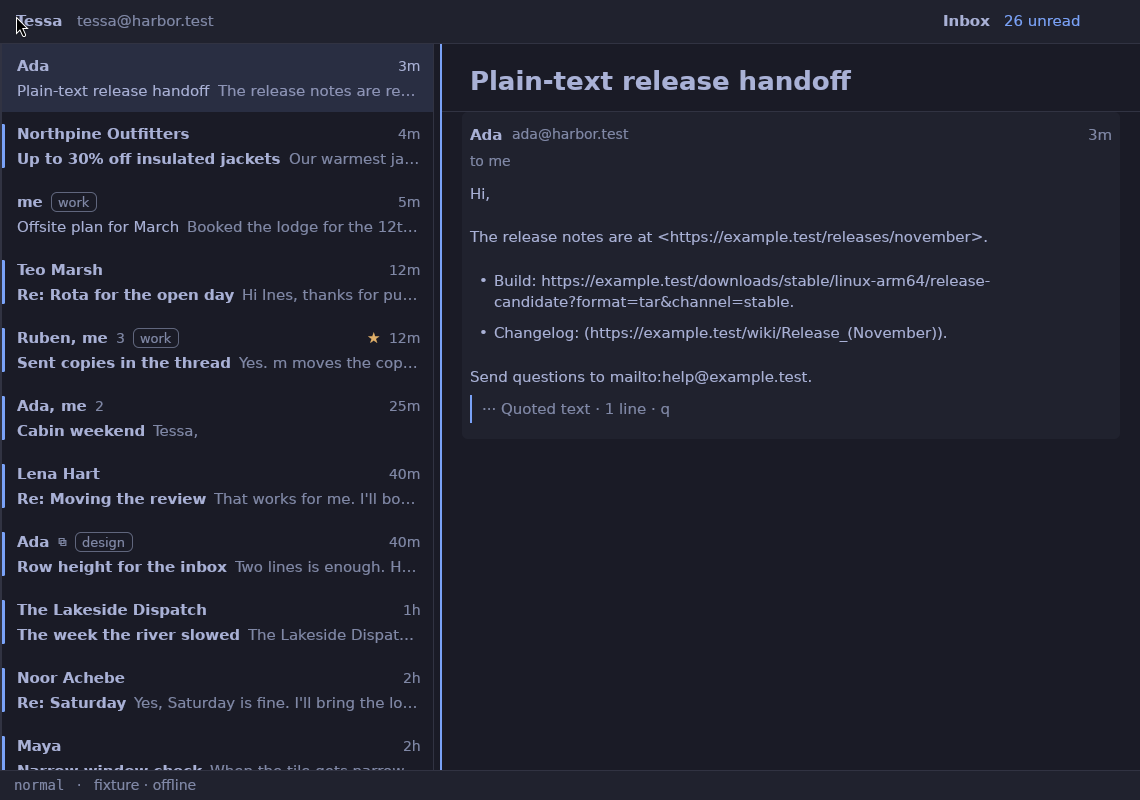 Tessa tessa@harbor.test
Inbox 26 unread
Ada 3m
Plain-text release handoff The release notes are re…
Northpine Outfitters 4m
Up to 30% off insulated jackets Our warmest ja…
me work 5m
Offsite plan for March Booked the lodge for the 12t…
Teo Marsh 12m
Re: Rota for the open day Hi Ines, thanks for pu…
Ruben, me 3 work ★ 12m
Sent copies in the thread Yes. m moves the cop…
Ada, me 2 25m
Cabin weekend Tessa,
Lena Hart 40m
Re: Moving the review That works for me. I'll bo…
Ada design 40m
Row height for the inbox Two lines is enough. H…
The Lakeside Dispatch 1h
The week the river slowed The Lakeside Dispat…
Noor Achebe 2h
Re: Saturday Yes, Saturday is fine. I'll bring the lo…
Maya 2h
Narrow window check When the tile gets narrow…
Plain-text release handoff
Ada ada@harbor.test 3m
to me
Hi,
The release notes are at <https://example.test/releases/november>.
• Build: https://example.test/downloads/stable/linux-arm64/release-
candidate?format=tar&channel=stable.
• Changelog: (https://example.test/wiki/Release_(November)).
Send questions to mailto:help@example.test.
··· Quoted text · 1 line · q
normal · fixture · offline